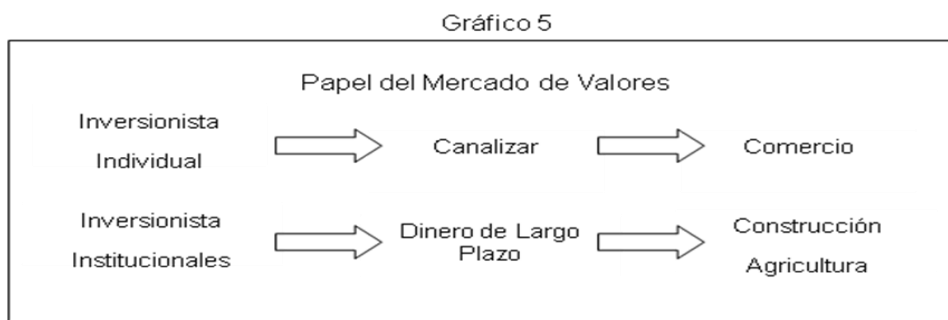 Gráfico 5
Papel del Mercado de Valores
Inversionista
Individual
Canalizar
Comercio
Inversionista
Institucionales
Dinero de Largo
Plazo
Construcción
Agricultura